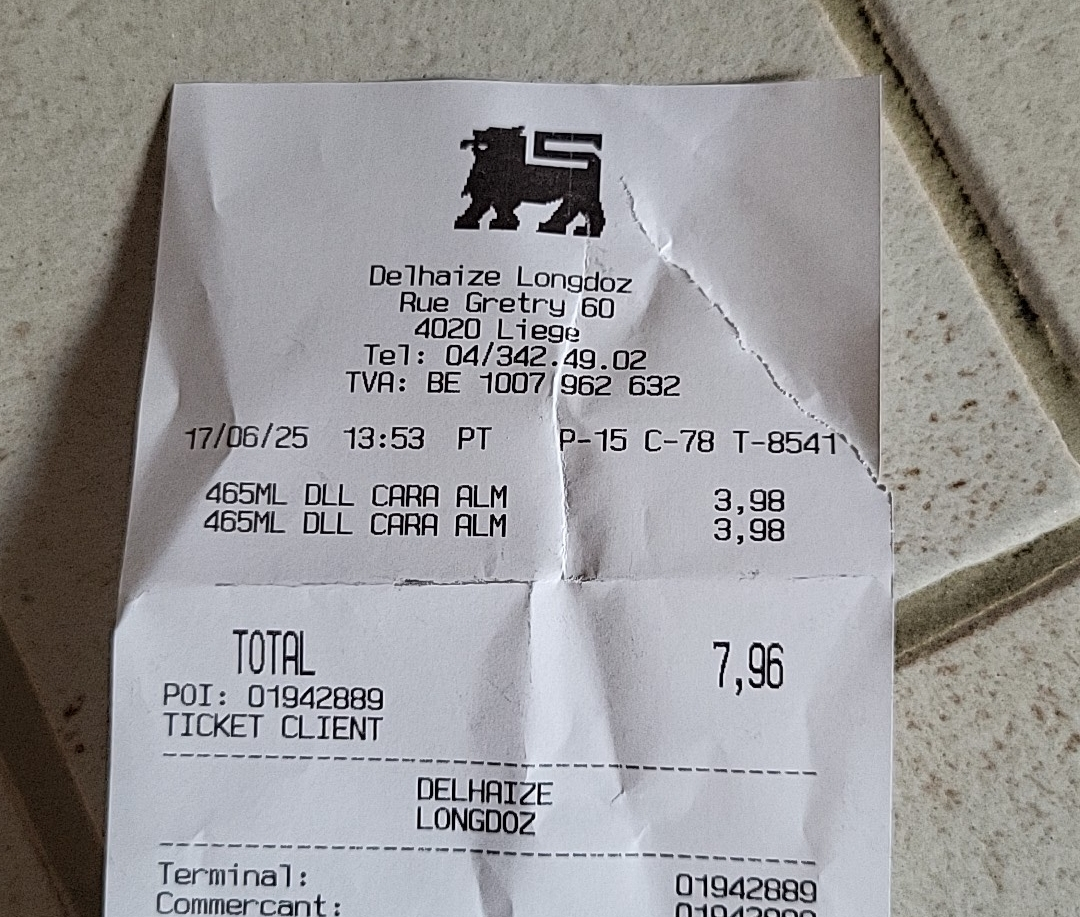 Delhaize Longdoz
Rue Gretry 60
4020 Liege
Tel: 04/342.49.02
TVA: BE 1007 962 632
17/06/25 13:53 PT P-15 C-78 T-8541
465ML DLL CARA ALM 3,98
465ML DLL CARA ALM 3,98
TOTAL 7,96
POI: 01942889
TICKET CLIENT
DELHAIZE
LONGDOZ
Terminal: 01942889
Commercant: